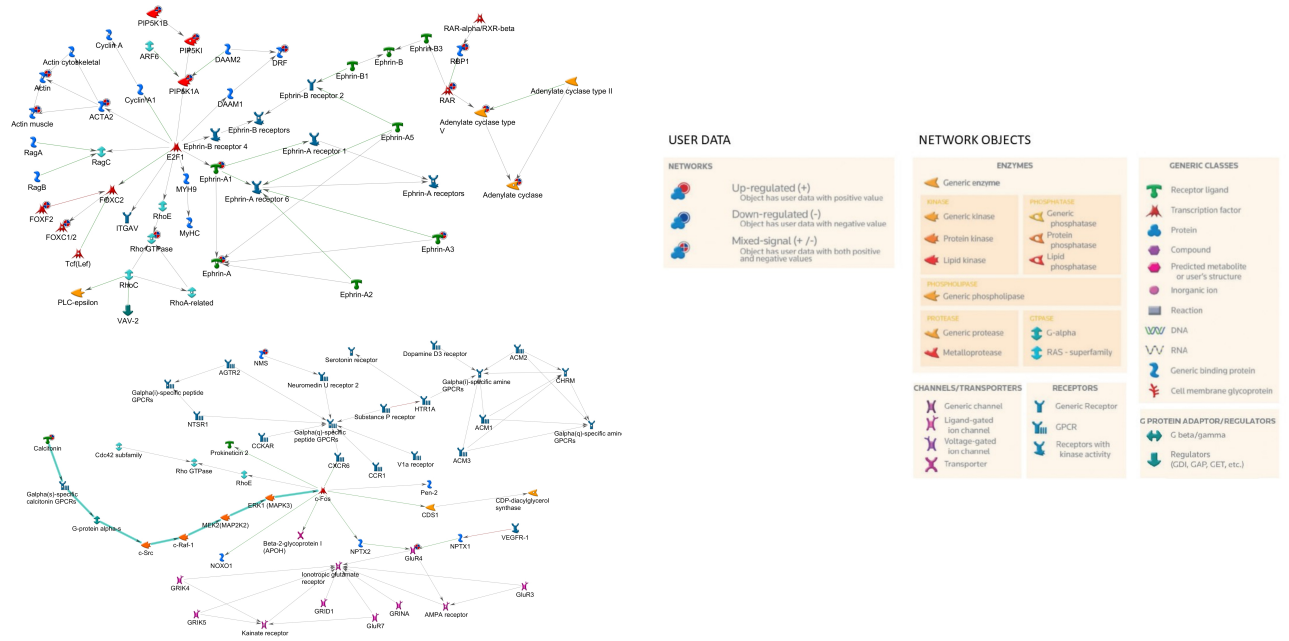 PIP5K1B
Cyclin A
ARF6
PIP5KI
Actin cytoskeletal
DAAM2
DRF
Actin
Cyclin A1
PIP5K1A
DAAM1
Actin muscle
ACTA2
RagA
RagC
RagB
E2F1
Ephrin-B receptor 4
Ephrin-B receptors
Ephrin-B receptor 2
Ephrin-B1
Ephrin-B
Ephrin-B3
RAR-alpha/RXR-beta
RBP1
RAR
Adenylate cyclase type II
Adenylate cyclase type
V
Adenylate cyclase
Ephrin-A5
Ephrin-A receptor 1
Ephrin-A1
Ephrin-A receptor 6
Ephrin-A receptors
MYH9
FOXC2
FOXF2
FOXC1/2
Tcf(Lef)
ITGAV
RhoE
MyHC
Rho GTPase
Ephrin-A3
Ephrin-A
Ephrin-A2
RhoC
PLC-epsilon
RhoA-related
VAV-2
AGTR2
NMS
Serotonin receptor
Dopamine D3 receptor
ACM2
Galpha(i)-specific peptide
GPCRs
Neuromedin U receptor 2
Galpha(i)-specific amine
GPCRs
CHRM
NTSR1
Substance P receptor
HTR1A
ACM1
Galpha(q)-specific
peptide GPCRs
Galpha(q)-specific amin
GPCRs
Calcitonin
Prokineticin 2
CCKAR
Cdc42 subfamily
Rho GTPase
CXCR6
CCR1
V1a receptor
ACM3
RhoE
Galpha(s)-specific
calcitonin GPCRs
c-Fos
Pen-2
CDP-diacylglycerol
synthase
CDS1
ERK1 (MAPK3)
G-protein alpha-s
MEK2(MAP2K2)
c-Raf-1
c-Src
NOXO1
Beta-2-glycoprotein I
(APOH)
NPTX2
GluR4
NPTX1
VEGFR-1
Ionotropic glutamate
receptor
GRIK4
GRIK5
Kainate receptor
GRID1
GluR7
GRINA
AMPA receptor
GluR3
USER DATA
NETWORKS
Up-regulated (+)
Object has user data with positive value
Down-regulated (-)
Object has user data with negative value
Mixed-signal (+ /-)
Object has user data with both positive
and negative values
NETWORK OBJECTS
ENZYMES
Generic enzyme
KINASE
Generic kinase
Protein kinase
Lipid kinase
PHOSPHATASE
Generic
phosphatase
Protein
phosphatase
Lipid
phosphatase
PHOSPHOLIPASE
Generic phospholipase
PROTEASE
Generic protease
Metalloprotease
GTPASE
G-alpha
RAS - superfamily
CHANNELS/TRANSPORTERS
Generic channel
Ligand-gated
ion channel
Voltage-gated
ion channel
Transporter
RECEPTORS
Generic Receptor
GPCR
Receptors with
kinase activity
GENERIC CLASSES
Receptor ligand
Transcription factor
Protein
Compound
Predicted metabolite
or user's structure
Inorganic ion
Reaction
DNA
RNA
Generic binding protein
Cell membrane glycoprotein
G PROTEIN ADAPTOR/REGULATORS
G beta/gamma
Regulators
(GDI, GAP, CET, etc.)